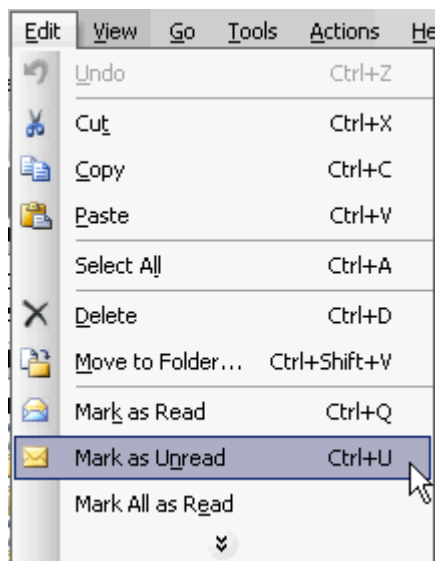 Edit View Go Tools Actions He
Undo Ctrl+Z
Cut Ctrl+X
Copy Ctrl+C
Paste Ctrl+V
Select All Ctrl+A
Delete Ctrl+D
Move to Folder... Ctrl+Shift+V
Mark as Read Ctrl+Q
Mark as Unread Ctrl+U
Mark All as Read